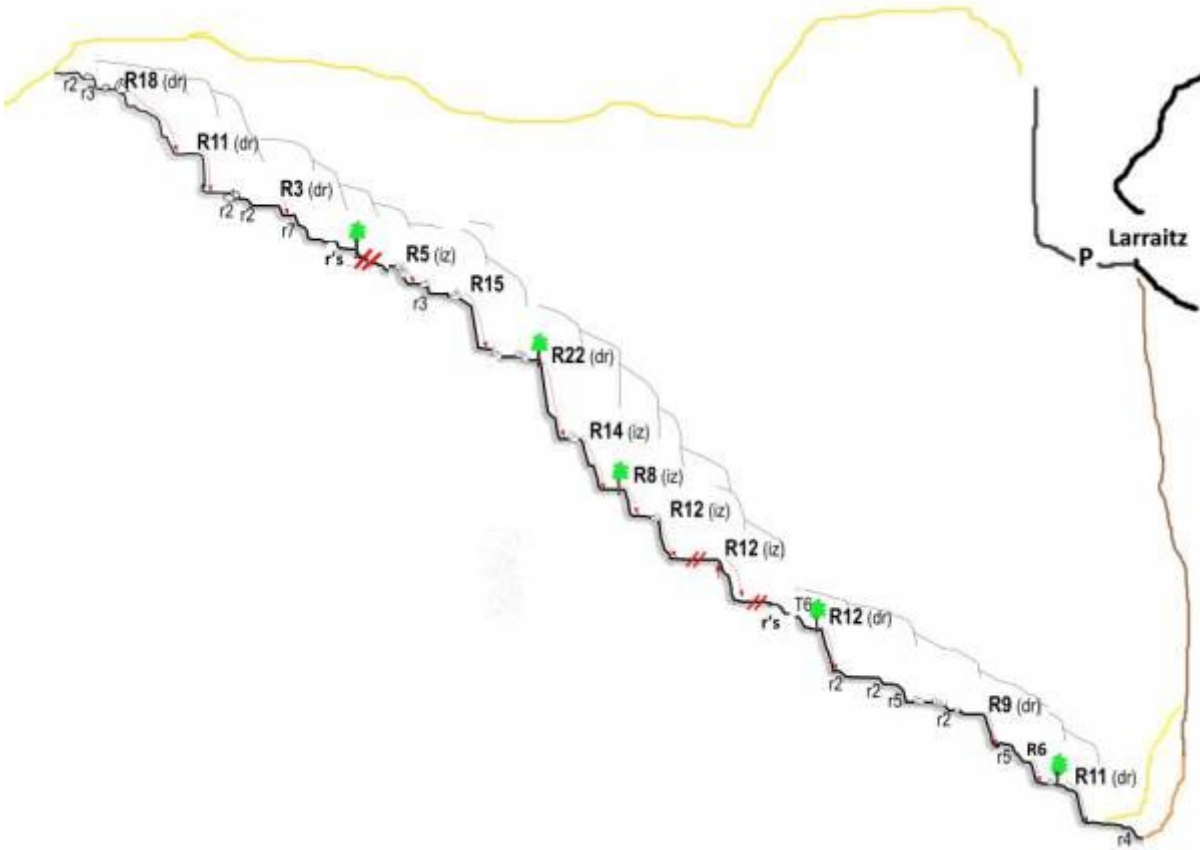 r2
r3
R18 (dr)
R11 (dr)
r2
r2
R3 (dr)
r7
r's
R5 (iz)
r3
R15
R22 (dr)
R14 (iz)
R8 (iz)
R12 (iz)
R12 (iz)
r's
T6
R12 (dr)
r2
r2
r5
r2
R9 (dr)
r5
R6
R11 (dr)
r4
P
Larraitz